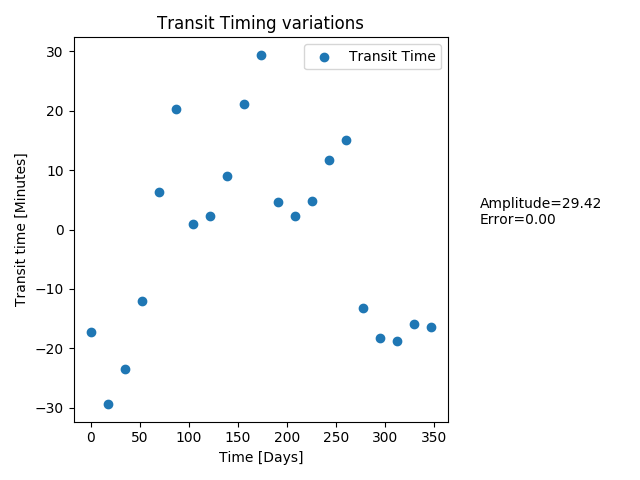 Transit Timing variations
Transit Time
30
20
10
0
−10
−20
−30
Transit time [Minutes]
0 50 100 150 200 250 300 350
Time [Days]
Amplitude=29.42
Error=0.00